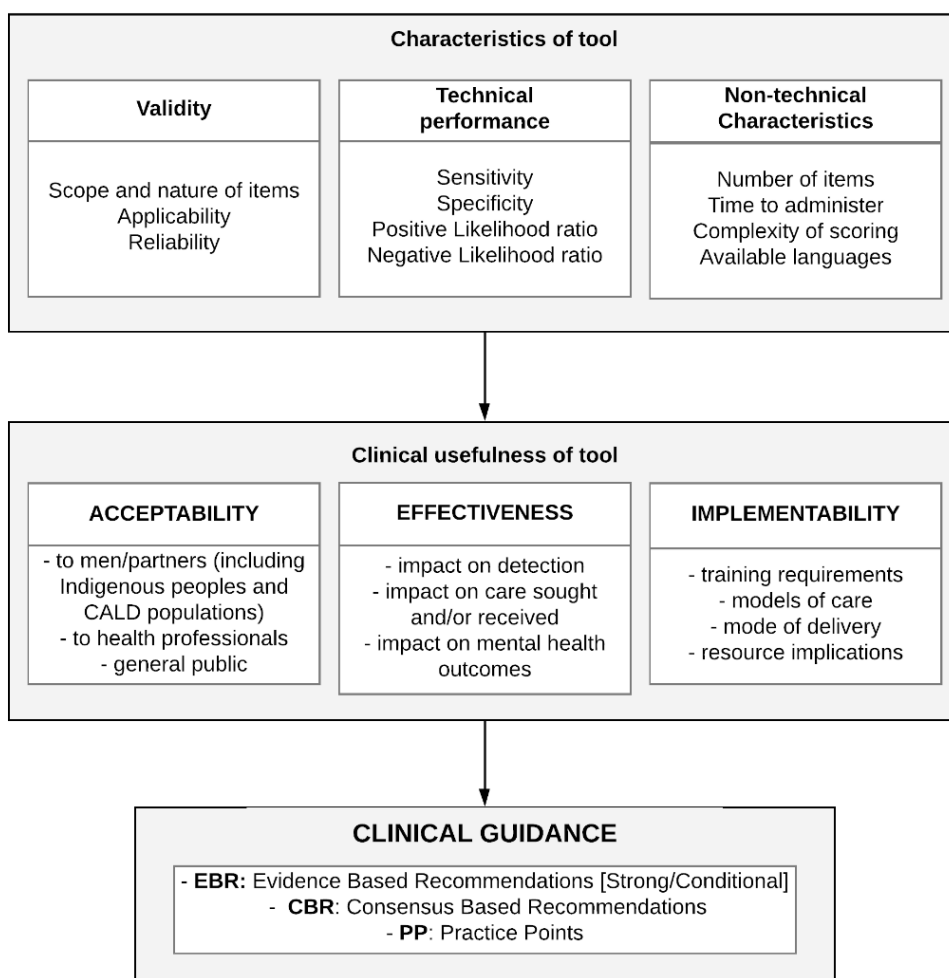 Characteristics of tool
Validity
Scope and nature of items
Applicability
Reliability
Technical
performance
Sensitivity
Specificity
Positive Likelihood ratio
Negative Likelihood ratio
Non-technical
Characteristics
Number of items
Time to administer
Complexity of scoring
Available languages
Clinical usefulness of tool
ACCEPTABILITY
- to men/partners (including
Indigenous peoples and
CALD populations)
- to health professionals
- general public
EFFECTIVENESS
- impact on detection
- impact on care sought
and/or received
- impact on mental health
outcomes
IMPLEMENTABILITY
- training requirements
- models of care
- mode of delivery
- resource implications
CLINICAL GUIDANCE
- EBR: Evidence Based Recommendations [Strong/Conditional]
- CBR: Consensus Based Recommendations
- PP: Practice Points